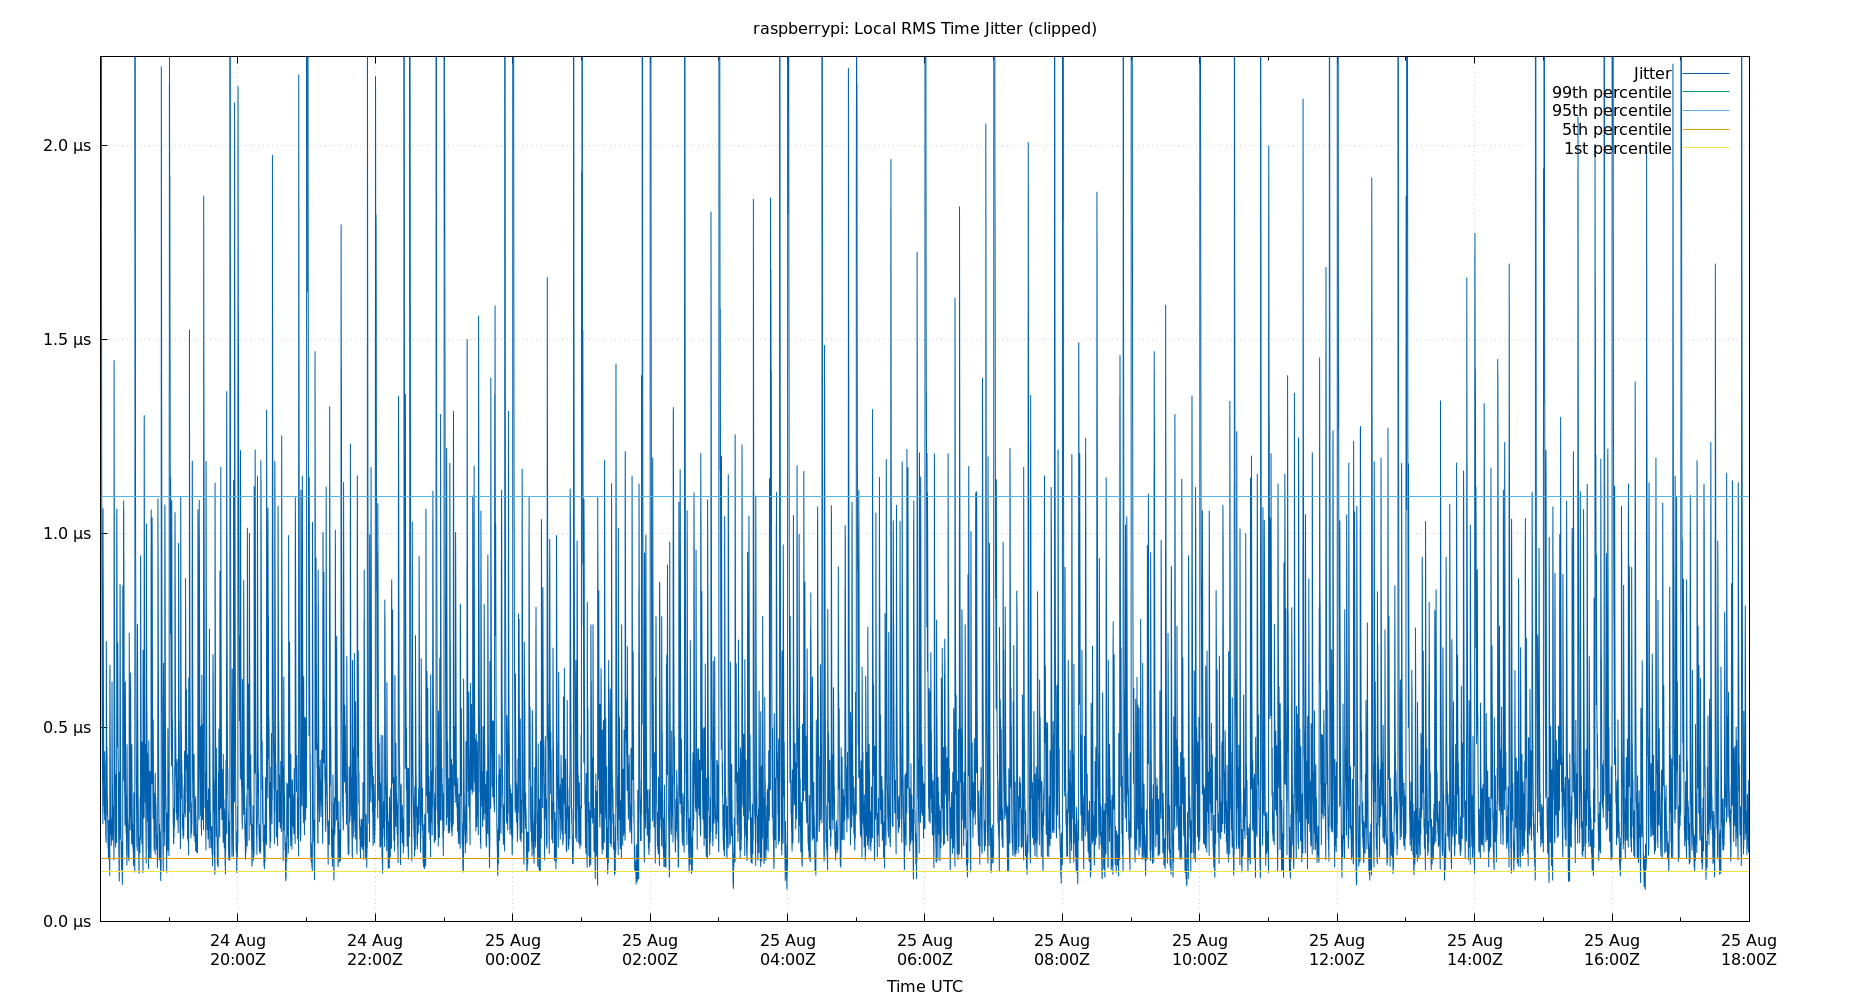 raspberrypi: Local RMS Time Jitter (clipped)
Jitter
99th percentile
95th percentile
5th percentile
1st percentile
2.0 μs
1.5 μs
1.0 μs
0.5 μs
0.0 μs
24 Aug
20:00Z
24 Aug
22:00Z
25 Aug
00:00Z
25 Aug
02:00Z
25 Aug
04:00Z
25 Aug
06:00Z
25 Aug
08:00Z
25 Aug
10:00Z
25 Aug
12:00Z
25 Aug
14:00Z
25 Aug
16:00Z
25 Aug
18:00Z
Time UTC